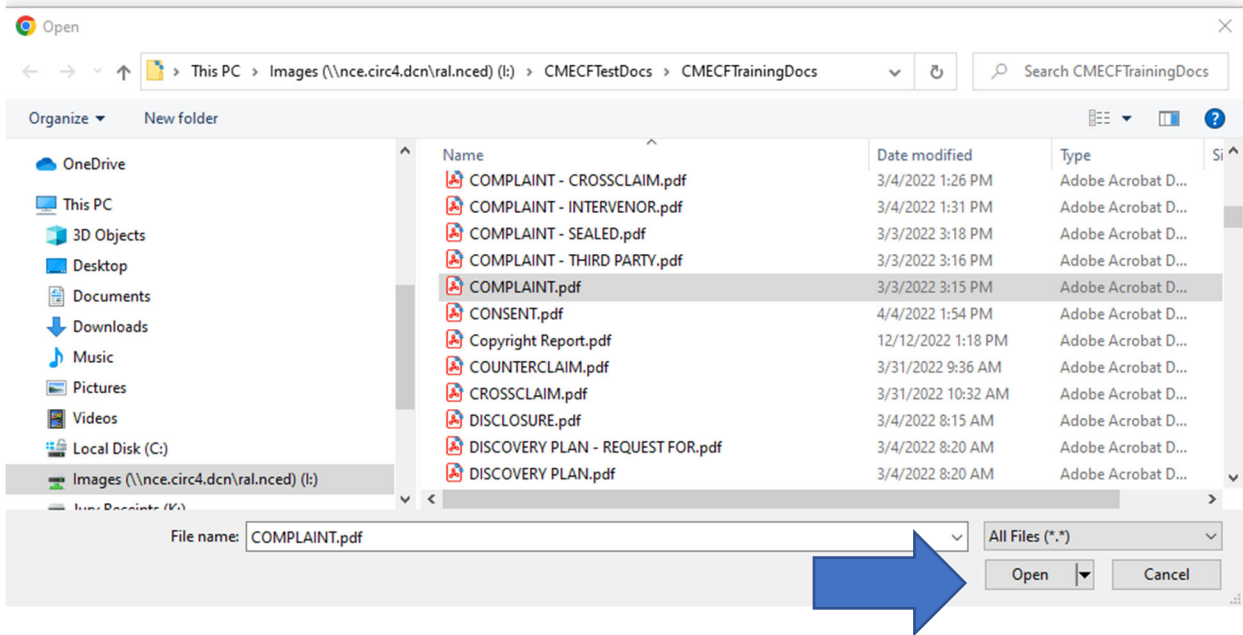 Open
This PC > Images (\\nce.circ4.dcn\ral.nced) (I:) > CMECFTestDocs > CMECFTrainingDocs
Search CMECFTrainingDocs
Organize
New folder
OneDrive
This PC
3D Objects
Desktop
Documents
Downloads
Music
Pictures
Videos
Local Disk (C:)
Images (\\nce.circ4.dcn\ral.nced) (I:)
Jury Receipts (K:)
Name Date modified Type Si
COMPLAINT - CROSSCLAIM.pdf 3/4/2022 1:26 PM Adobe Acrobat D...
COMPLAINT - INTERVENOR.pdf 3/4/2022 1:31 PM Adobe Acrobat D...
COMPLAINT - SEALED.pdf 3/3/2022 3:18 PM Adobe Acrobat D...
COMPLAINT - THIRD PARTY.pdf 3/3/2022 3:16 PM Adobe Acrobat D...
COMPLAINT.pdf 3/3/2022 3:15 PM Adobe Acrobat D...
CONSENT.pdf 4/4/2022 1:54 PM Adobe Acrobat D...
Copyright Report.pdf 12/12/2022 1:18 PM Adobe Acrobat D...
COUNTERCLAIM.pdf 3/31/2022 9:36 AM Adobe Acrobat D...
CROSSCLAIM.pdf 3/31/2022 10:32 AM Adobe Acrobat D...
DISCLOSURE.pdf 3/4/2022 8:15 AM Adobe Acrobat D...
DISCOVERY PLAN - REQUEST FOR.pdf 3/4/2022 8:20 AM Adobe Acrobat D...
DISCOVERY PLAN.pdf 3/4/2022 8:20 AM Adobe Acrobat D...
File name: COMPLAINT.pdf
All Files (*.*)
Open
Cancel